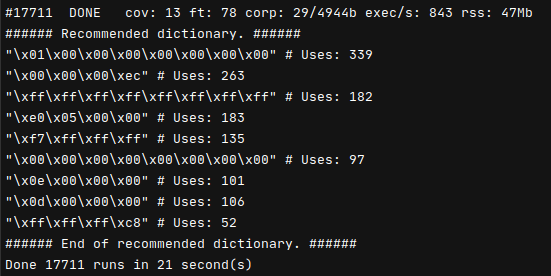 #17711  DONE   cov: 13 ft: 78 corp: 29/4944b exec/s: 843 rss: 47Mb
###### Recommended dictionary. ######
"\x01\x00\x00\x00\x00\x00\x00\x00" # Uses: 339
"\x00\x00\x00\xec" # Uses: 263
"\xff\xff\xff\xff\xff\xff\xff\xff" # Uses: 182
"\xe0\x05\x00\x00" # Uses: 183
"\xf7\xff\xff\xff" # Uses: 135
"\x00\x00\x00\x00\x00\x00\x00\x00" # Uses: 97
"\x0e\x00\x00\x00" # Uses: 101
"\x0d\x00\x00\x00" # Uses: 106
"\xff\xff\xff\xc8" # Uses: 52
###### End of recommended dictionary. ######
Done 17711 runs in 21 second(s)